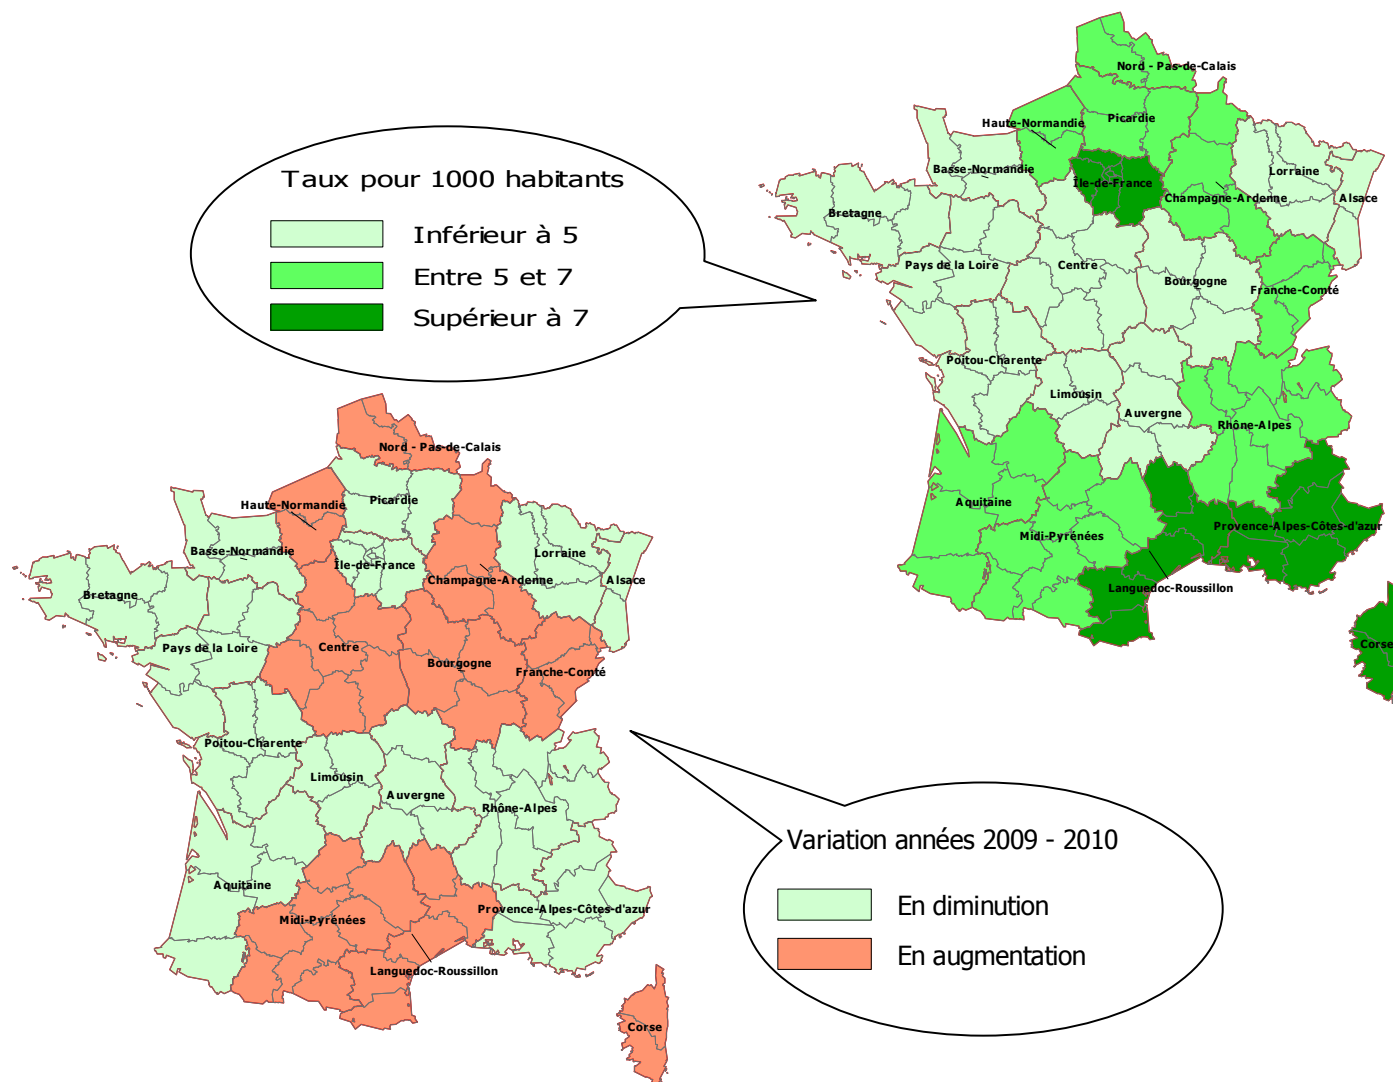 Nord - Pas-de-Calais
Haute-Normandie
Picardie
Basse-Normandie
Île-de-France
Lorraine
Champagne-Ardenne
Alsace
Bretagne
Pays de la Loire
Centre
Bourgogne
Franche-Comté
Poitou-Charente
Limousin
Auvergne
Rhône-Alpes
Aquitaine
Midi-Pyrénées
Provence-Alpes-Côtes-d'azur
Languedoc-Roussillon
Corse
Taux pour 1000 habitants
Inférieur à 5
Entre 5 et 7
Supérieur à 7
Nord - Pas-de-Calais
Haute-Normandie
Picardie
Basse-Normandie
Île-de-France
Lorraine
Champagne-Ardenne
Alsace
Bretagne
Pays de la Loire
Centre
Bourgogne
Franche-Comté
Poitou-Charente
Limousin
Auvergne
Rhône-Alpes
Aquitaine
Midi-Pyrénées
Provence-Alpes-Côtes-d'azur
Languedoc-Roussillon
Corse
Variation années 2009 - 2010
En diminution
En augmentation